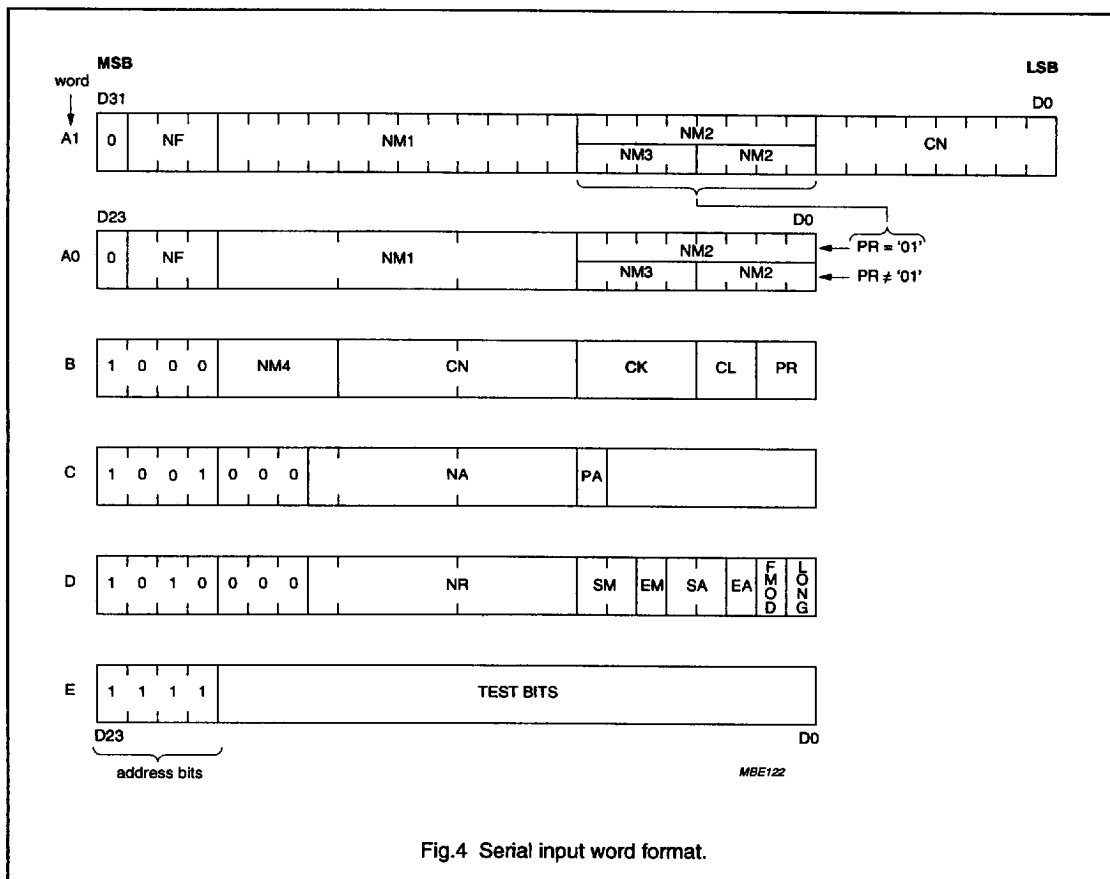 MSB LSB
word
D31 D0
A1 0 NF NM1 NM2 CN
NM3 NM2
D23 D0
A0 0 NF NM1 NM2 PR = '01'
NM3 NM2 PR ≠ '01'
B 1 0 0 0 NM4 CN CK CL PR
C 1 0 0 1 0 0 0 NA PA
D 1 0 1 0 0 0 0 NR SM EM SA EA FMOD LONG
E 1 1 1 1 TEST BITS
D23 D0
address bits
MBE122
Fig.4 Serial input word format.